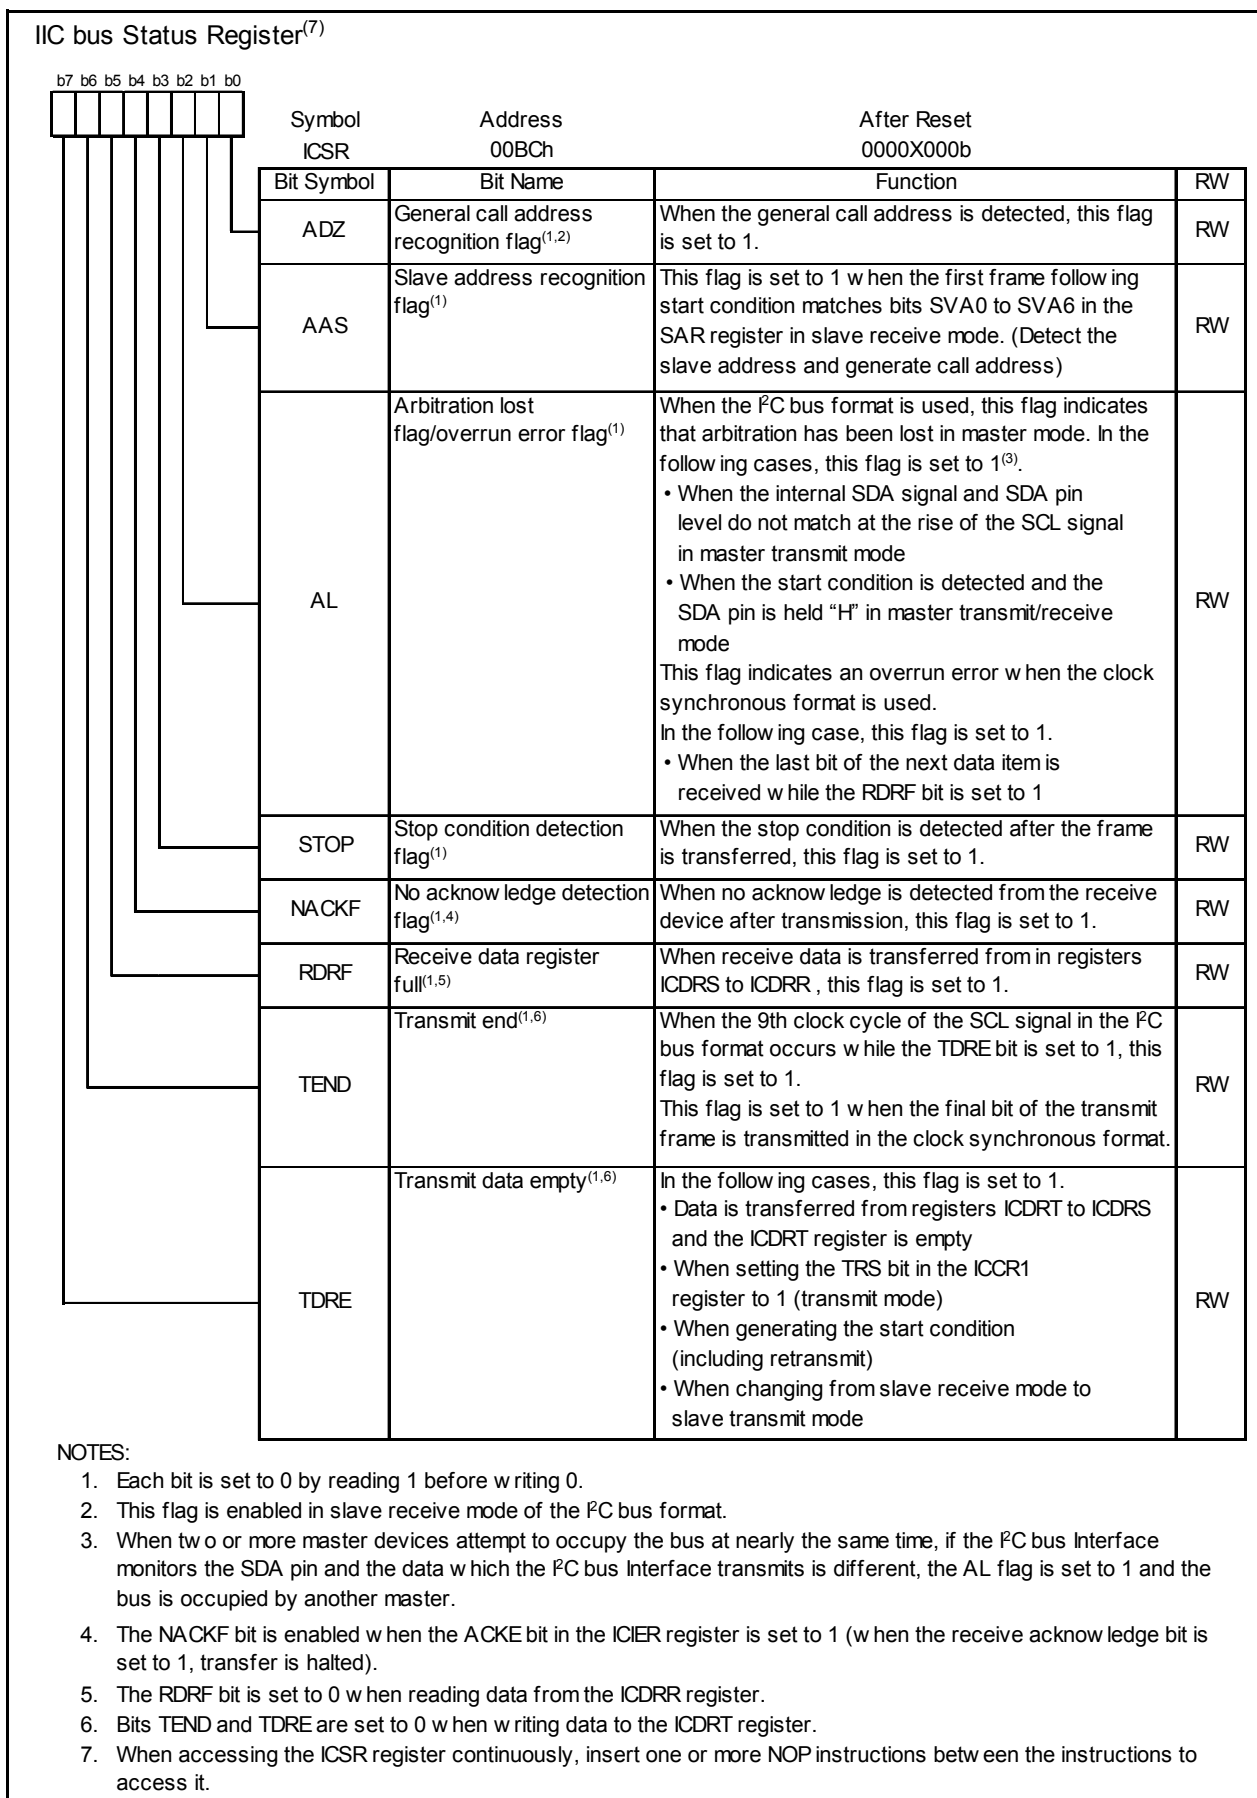 IIC bus Status Register(7)
b7 b6 b5 b4 b3 b2 b1 b0
Symbol Address After Reset
ICSR 00BCh 0000X000b
Bit Symbol Bit Name Function RW
ADZ General call address recognition flag(1,2) When the general call address is detected, this flag is set to 1. RW
AAS Slave address recognition flag(1) This flag is set to 1 when the first frame following start condition matches bits SVA0 to SVA6 in the SAR register in slave receive mode. (Detect the slave address and generate call address) RW
AL Arbitration lost flag/overrun error flag(1) When the I2C bus format is used, this flag indicates that arbitration has been lost in master mode. In the following cases, this flag is set to 1(3).
• When the internal SDA signal and SDA pin level do not match at the rise of the SCL signal in master transmit mode
• When the start condition is detected and the SDA pin is held “H” in master transmit/receive mode
This flag indicates an overrun error when the clock synchronous format is used.
In the following case, this flag is set to 1.
• When the last bit of the next data item is received while the RDRF bit is set to 1 RW
STOP Stop condition detection flag(1) When the stop condition is detected after the frame is transferred, this flag is set to 1. RW
NACKF No acknowledge detection flag(1,4) When no acknowledge is detected from the receive device after transmission, this flag is set to 1. RW
RDRF Receive data register full(1,5) When receive data is transferred from in registers ICDRS to ICDRR , this flag is set to 1. RW
TEND Transmit end(1,6) When the 9th clock cycle of the SCL signal in the I2C bus format occurs while the TDRE bit is set to 1, this flag is set to 1.
This flag is set to 1 when the final bit of the transmit frame is transmitted in the clock synchronous format. RW
TDRE Transmit data empty(1,6) In the following cases, this flag is set to 1.
• Data is transferred from registers ICDRT to ICDRS and the ICDRT register is empty
• When setting the TRS bit in the ICCR1 register to 1 (transmit mode)
• When generating the start condition (including retransmit)
• When changing from slave receive mode to slave transmit mode RW
NOTES:
1. Each bit is set to 0 by reading 1 before writing 0.
2. This flag is enabled in slave receive mode of the I2C bus format.
3. When two or more master devices attempt to occupy the bus at nearly the same time, if the I2C bus Interface
monitors the SDA pin and the data which the I2C bus Interface transmits is different, the AL flag is set to 1 and the
bus is occupied by another master.
4. The NACKF bit is enabled when the ACKE bit in the ICIER register is set to 1 (when the receive acknowledge bit is
set to 1, transfer is halted).
5. The RDRF bit is set to 0 when reading data from the ICDRR register.
6. Bits TEND and TDRE are set to 0 when writing data to the ICDRT register.
7. When accessing the ICSR register continuously, insert one or more NOP instructions between the instructions to
access it.